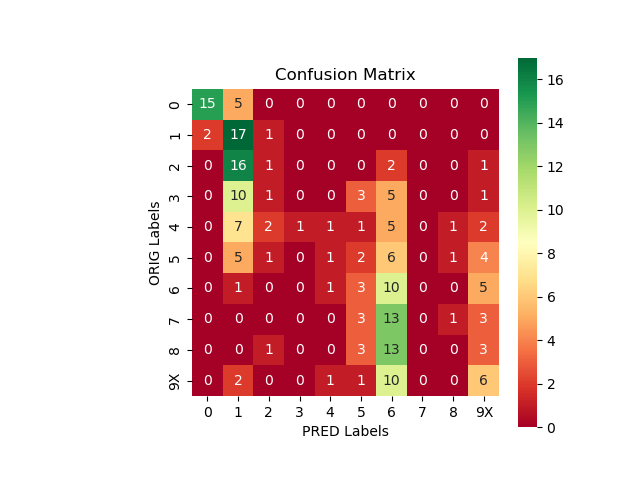 Confusion Matrix
0 15 5 0 0 0 0 0 0 0 0
1 2 17 1 0 0 0 0 0 0 0
2 0 16 1 0 0 0 2 0 0 1
3 0 10 1 0 0 3 5 0 0 1
4 0 7 2 1 1 1 5 0 1 2
5 0 5 1 0 1 2 6 0 1 4
6 0 1 0 0 1 3 10 0 0 5
7 0 0 0 0 0 3 13 0 1 3
8 0 0 1 0 0 3 13 0 0 3
9X 0 2 0 0 1 1 10 0 0 6
0 1 2 3 4 5 6 7 8 9X
ORIG Labels
PRED Labels
16
14
12
10
8
6
4
2
0